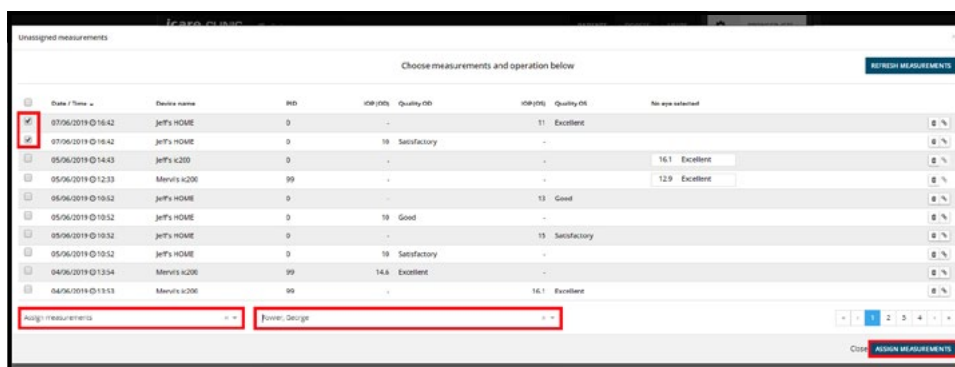 icare CLINIC
Unassigned measurements
Choose measurements and operation below
REFRESH MEASUREMENTS
Date / Time Device name PID IOP (OD) Quality OD IOP (OS) Quality OS No eye selected
07/06/2019 16:42 Jeff's HOME 0 - 11 Excellent
07/06/2019 16:42 Jeff's HOME 0 10 Satisfactory -
05/06/2019 14:43 Jeff's ic200 0 - - 16.1 Excellent
05/06/2019 12:33 Mervi's ic200 99 - - 12.9 Excellent
05/06/2019 10:52 Jeff's HOME 0 - 13 Good
05/06/2019 10:52 Jeff's HOME 0 10 Good -
05/06/2019 10:52 Jeff's HOME 0 - 15 Satisfactory
05/06/2019 10:52 Jeff's HOME 0 10 Satisfactory -
04/06/2019 13:54 Mervi's ic200 99 14.6 Excellent -
04/06/2019 13:53 Mervi's ic200 99 - 16.1 Excellent
Assign measurements Power, George « ‹ 1 2 3 4 › »
Close ASSIGN MEASUREMENTS